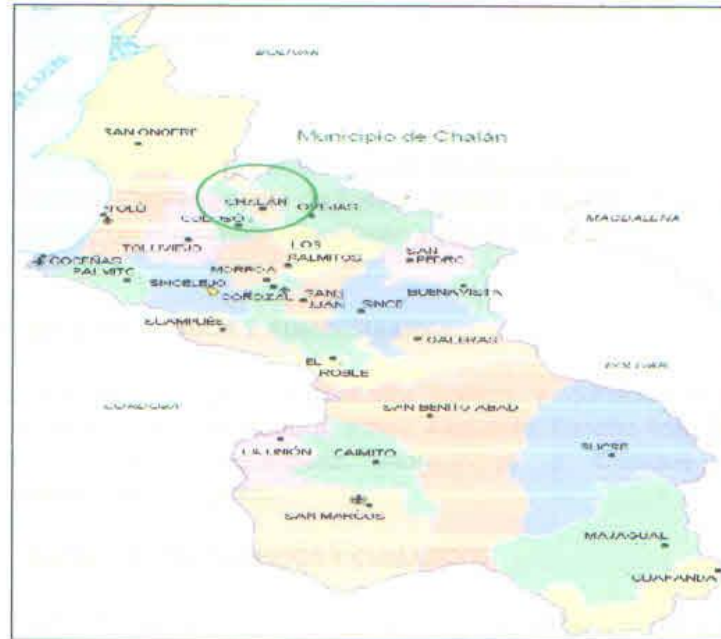 BOLIVAR
SAN ONOFRE
Municipio de Chalán
CHALAN
TOLÚ
COLOSO
OVEJAS
MAGDALENA
TOLUVIEJO
LOS
PALMITOS
SAN
PEDRO
COVEÑAS
PALMITO
MORROA
SINCELEJO
COROZAL
SAN
JUAN
SINCE
BUENAVISTA
SAMPUÉS
GALERAS
EL
ROBLE
BOLIVAR
CORDOBA
SAN BENITO ABAD
LA UNIÓN
CAIMITO
SUCRE
SAN MARCOS
MAJAGUAL
GUARANDA